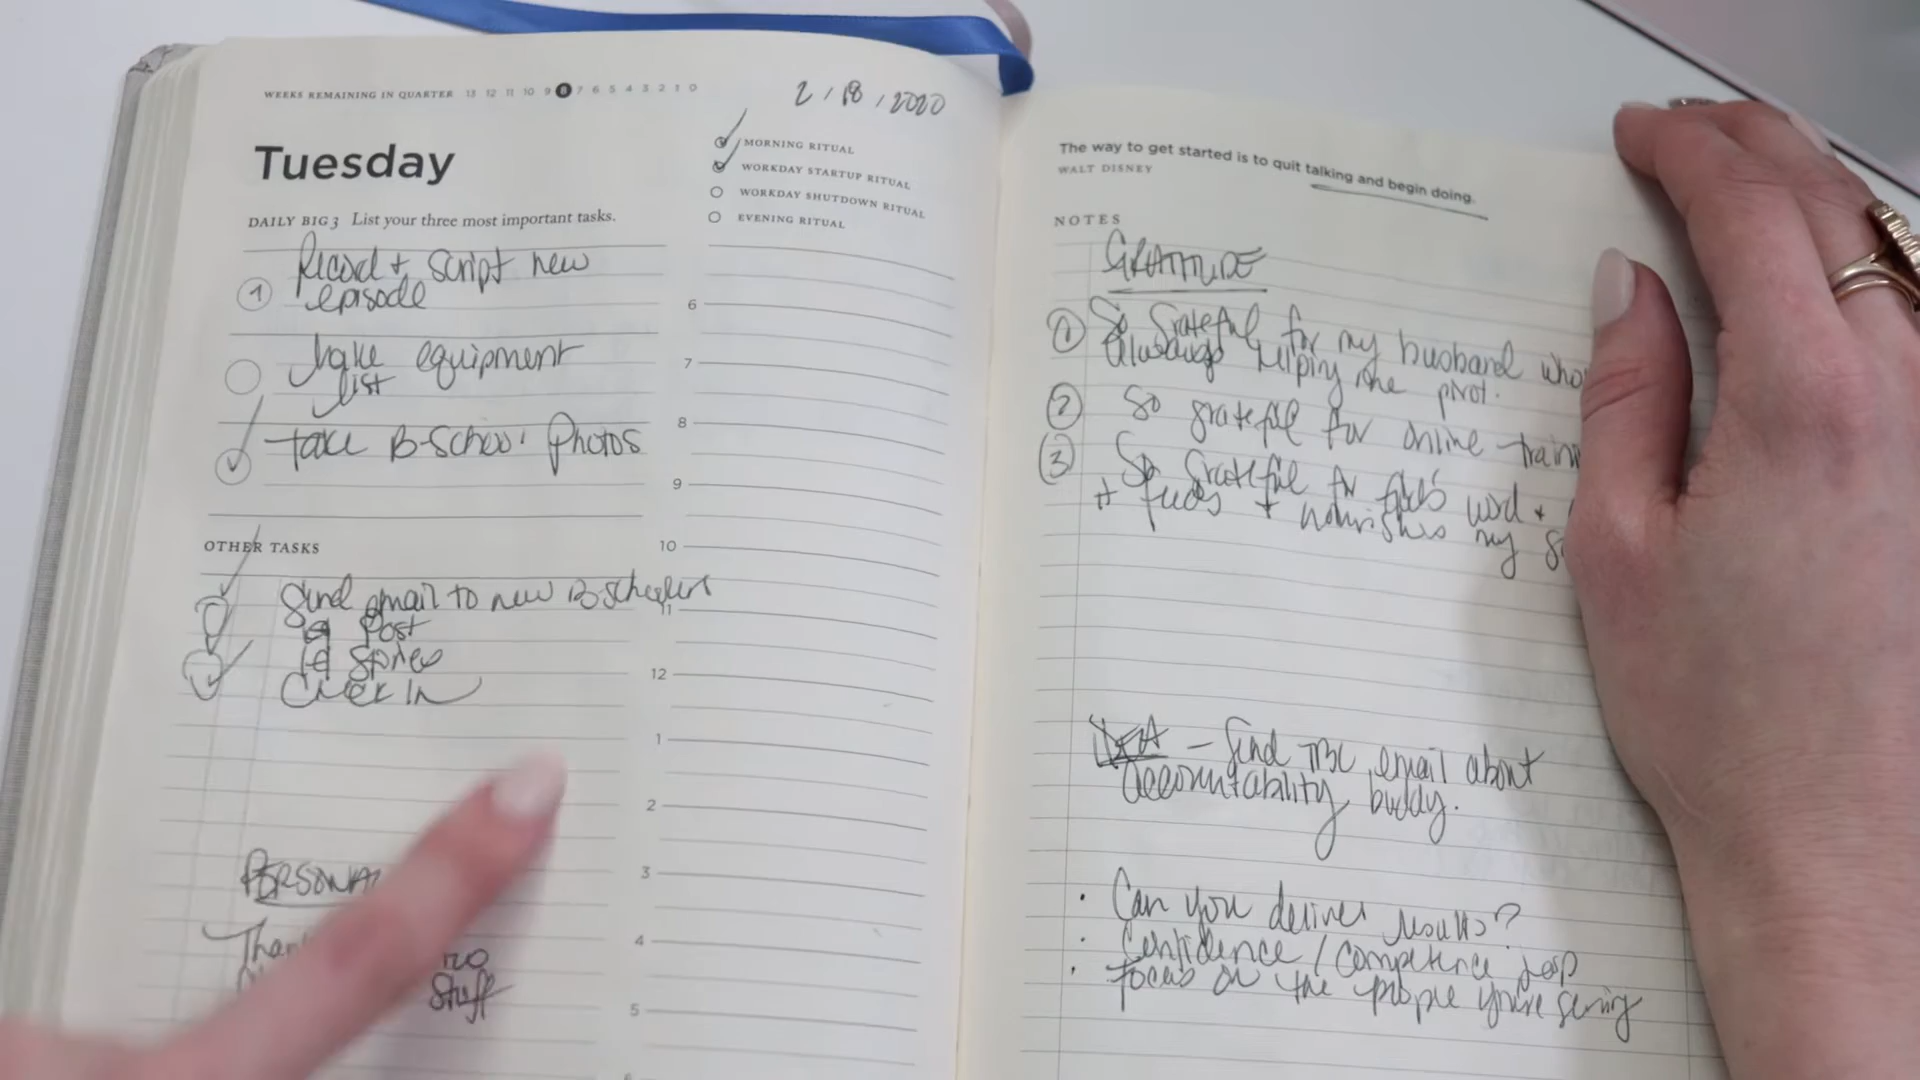 WEEKS REMAINING IN QUARTER 13 12 11 10 9 8 7 6 5 4 3 2 1 0
2/18/2020
Tuesday
MORNING RITUAL
WORKDAY STARTUP RITUAL
WORKDAY SHUTDOWN RITUAL
EVENING RITUAL
DAILY BIG 3 List your three most important tasks.
Record + Script new
episode
1
Make equipment
list
take B-School Photos
OTHER TASKS
Send email to new B-Schoolers
Post
Stories
Check In
PERSONAL
Stuff
6
7
8
9
10
11
12
1
2
3
4
5
The way to get started is to quit talking and begin doing.
WALT DISNEY
NOTES
GRATITUDE
1 So Grateful for my husband who
always helping me pivot.
2 So grateful for online
3 So Grateful for word +
feeds + nourishes my
- Send TBC email about
accountability buddy.
• Can you deliver results?
• Confidence / Competence
• Focus on the people you're serving